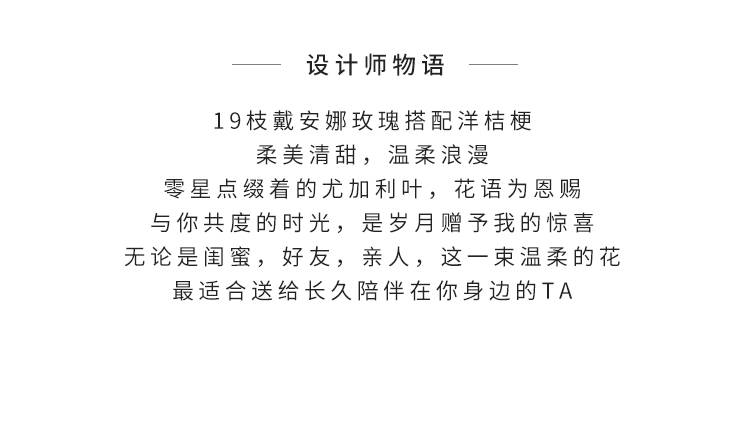 设计师物语
19枝戴安娜玫瑰搭配洋桔梗
柔美清甜，温柔浪漫
零星点缀着的尤加利叶，花语为恩赐
与你共度的时光，是岁月赠予我的惊喜
无论是闺蜜，好友，亲人，这一束温柔的花
最适合送给长久陪伴在你身边的TA